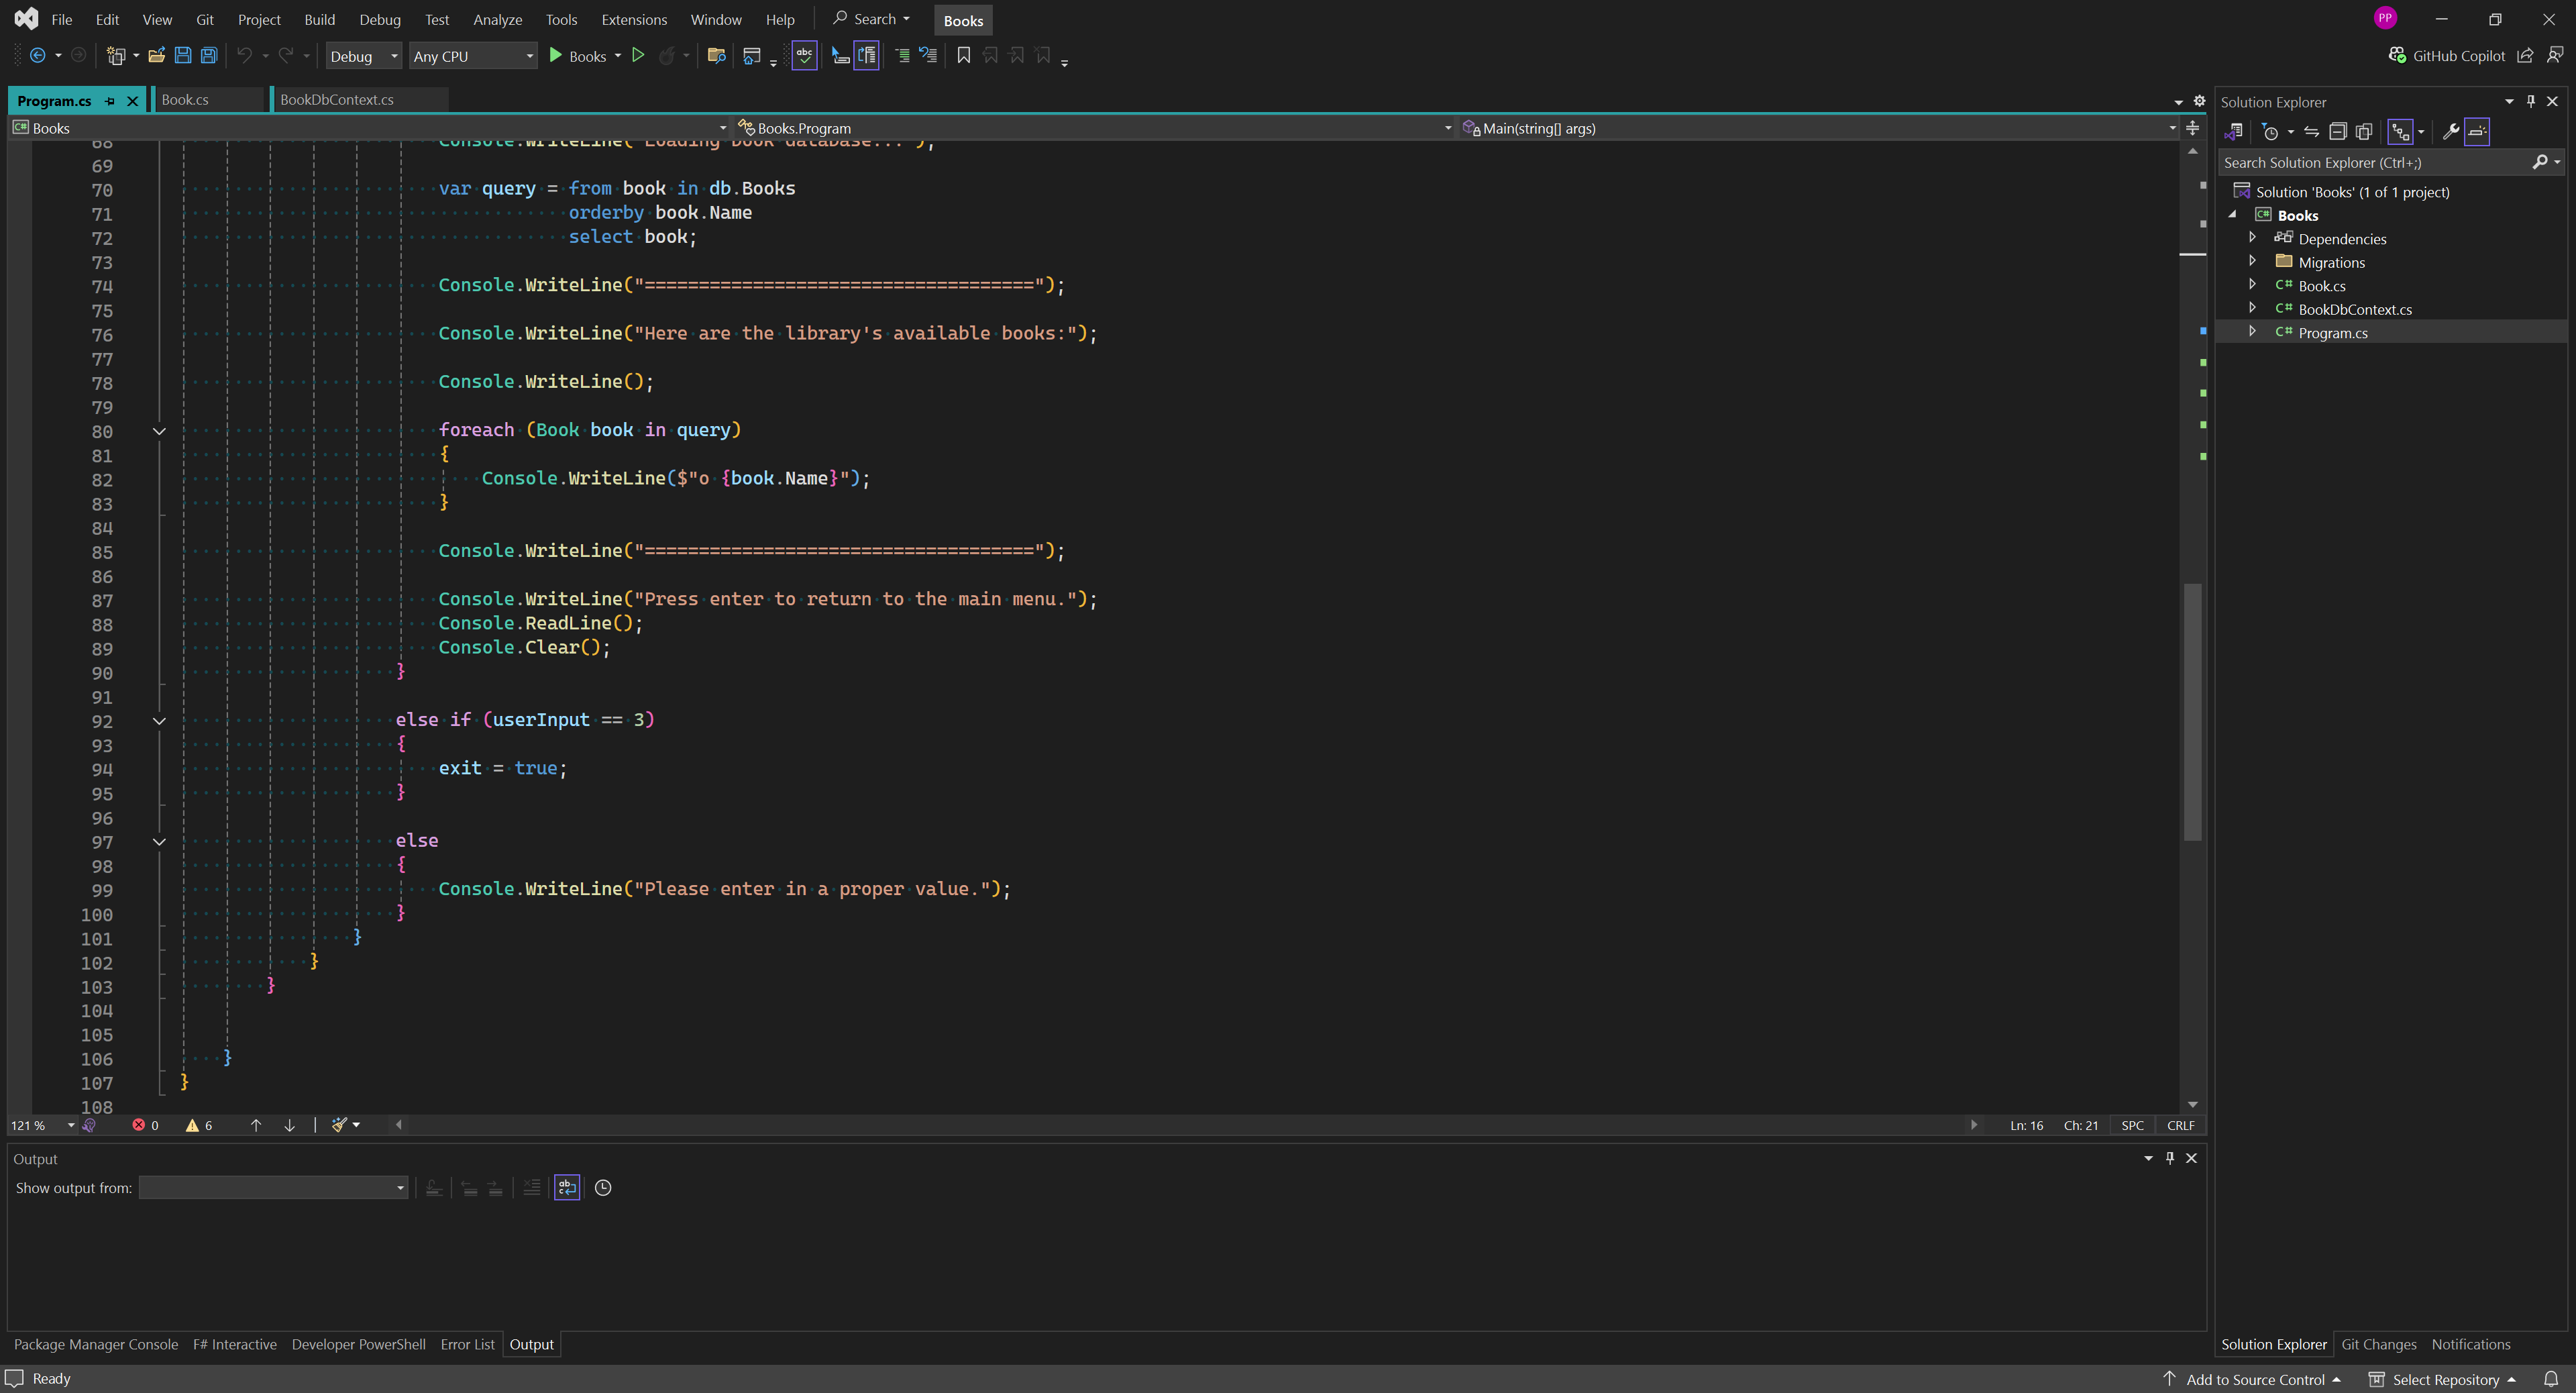 File Edit View Git Project Build Debug Test Analyze Tools Extensions Window Help Search Books PP
Debug Any CPU Books GitHub Copilot
Program.cs Book.cs BookDbContext.cs
Books Books.Program Main(string[] args)
68 Console.WriteLine("Loading book database...");
69
70 var query = from book in db.Books
71 orderby book.Name
72 select book;
73
74 Console.WriteLine("====================================");
75
76 Console.WriteLine("Here are the library's available books:");
77
78 Console.WriteLine();
79
80 foreach (Book book in query)
81 {
82 Console.WriteLine($"o {book.Name}");
83 }
84
85 Console.WriteLine("====================================");
86
87 Console.WriteLine("Press enter to return to the main menu.");
88 Console.ReadLine();
89 Console.Clear();
90 }
91
92 else if (userInput == 3)
93 {
94 exit = true;
95 }
96
97 else
98 {
99 Console.WriteLine("Please enter in a proper value.");
100 }
101 }
102 }
103 }
104
105
106 }
107 }
108
121 % 0 6 Ln: 16 Ch: 21 SPC CRLF
Output
Show output from:
Package Manager Console F# Interactive Developer PowerShell Error List Output
Solution Explorer
Search Solution Explorer (Ctrl+;)
Solution 'Books' (1 of 1 project)
C# Books
Dependencies
Migrations
C# Book.cs
C# BookDbContext.cs
C# Program.cs
Solution Explorer Git Changes Notifications
Ready Add to Source Control Select Repository